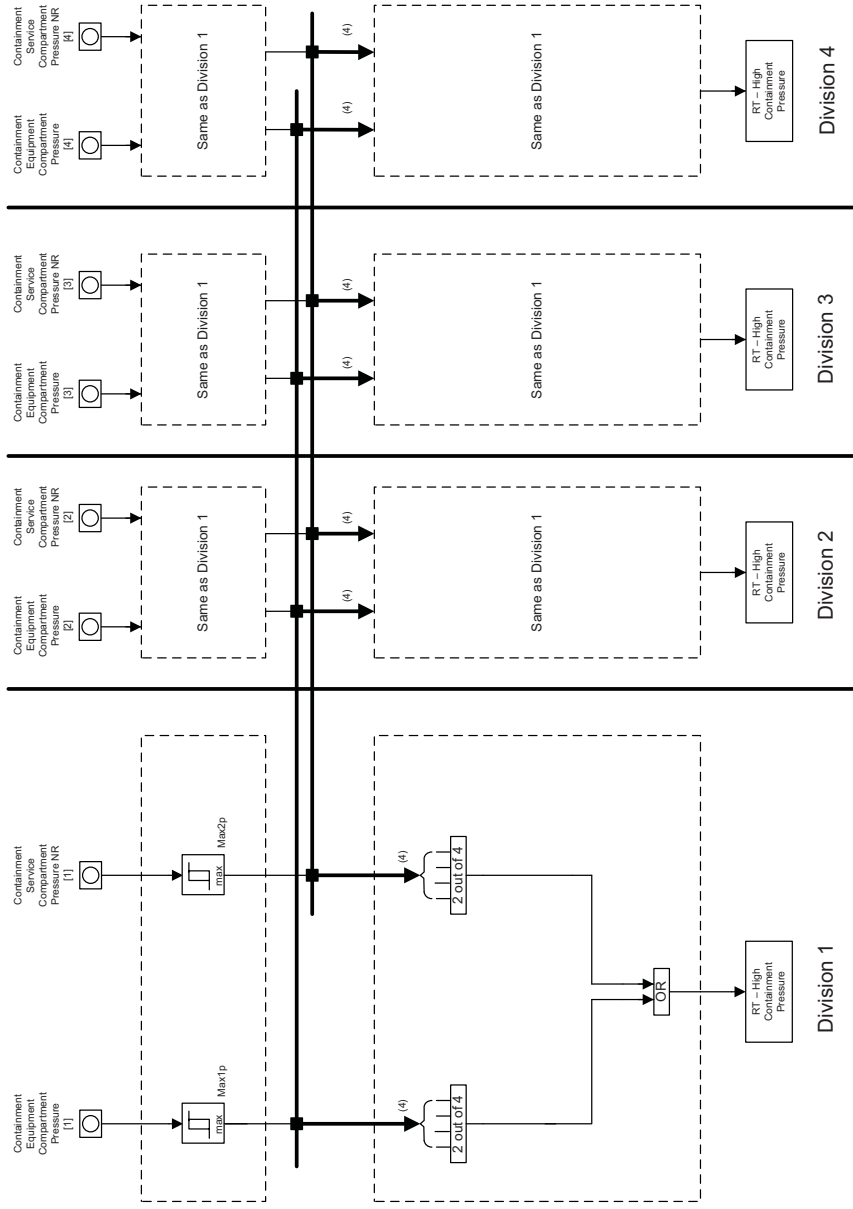 Containment
Equipment
Compartment
Pressure
[1]
Containment
Service
Compartment
Pressure NR
[1]
Containment
Equipment
Compartment
Pressure
[2]
Containment
Service
Compartment
Pressure NR
[2]
Containment
Equipment
Compartment
Pressure
[3]
Containment
Service
Compartment
Pressure NR
[3]
Containment
Equipment
Compartment
Pressure
[4]
Containment
Service
Compartment
Pressure NR
[4]
max
Max1p
max
Max2p
Same as Division 1
Same as Division 1
Same as Division 1
(4)
(4)
(4)
(4)
(4)
(4)
(4)
(4)
2 out of 4
2 out of 4
OR
Same as Division 1
Same as Division 1
Same as Division 1
RT – High
Containment
Pressure
RT – High
Containment
Pressure
RT – High
Containment
Pressure
RT – High
Containment
Pressure
Division 1
Division 2
Division 3
Division 4